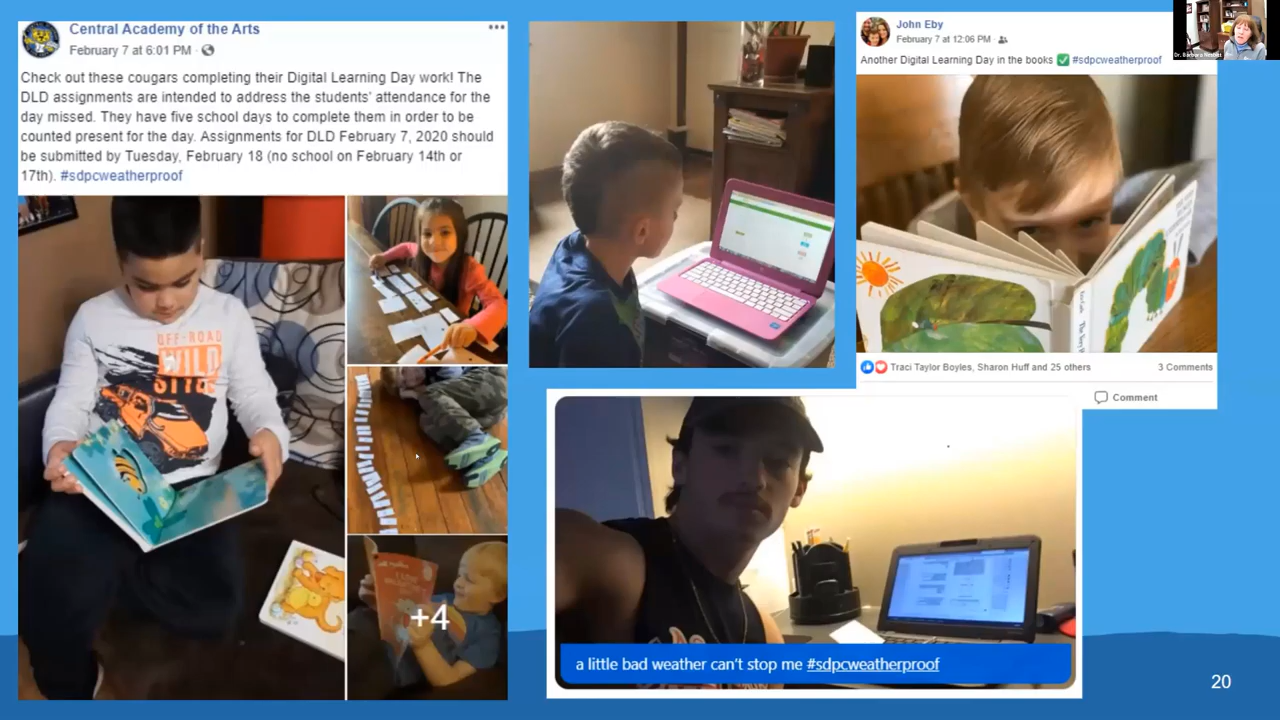 Central Academy of the Arts
February 7 at 6:01 PM
Check out these cougars completing their Digital Learning Day work! The
DLD assignments are intended to address the students' attendance for the
day missed. They have five school days to complete them in order to be
counted present for the day. Assignments for DLD February 7, 2020 should
be submitted by Tuesday, February 18 (no school on February 14th or
17th). #sdpcweatherproof
OFF-ROAD
WILD
STYLE
+4
John Eby
February 7 at 12:06 PM
Another Digital Learning Day in the books ✅ #sdpcweatherproof
Traci Taylor Boyles, Sharon Huff and 25 others
3 Comments
Comment
a little bad weather can't stop me #sdpcweatherproof
Dr. Barbara
20